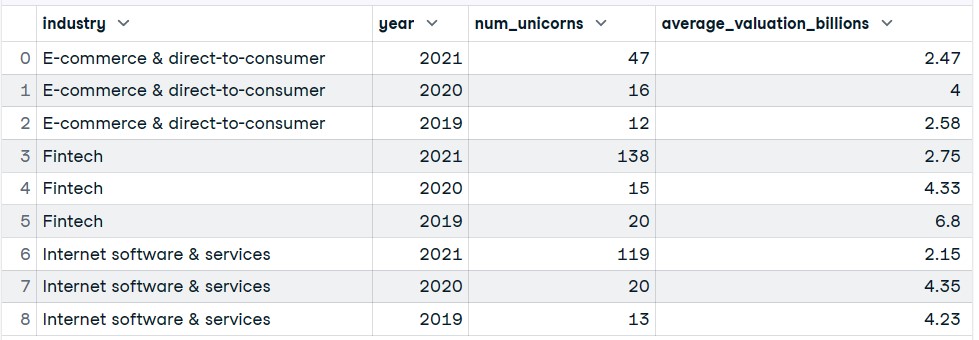 industry year num_unicorns average_valuation_billions
0 E-commerce & direct-to-consumer 2021 47 2.47
1 E-commerce & direct-to-consumer 2020 16 4
2 E-commerce & direct-to-consumer 2019 12 2.58
3 Fintech 2021 138 2.75
4 Fintech 2020 15 4.33
5 Fintech 2019 20 6.8
6 Internet software & services 2021 119 2.15
7 Internet software & services 2020 20 4.35
8 Internet software & services 2019 13 4.23